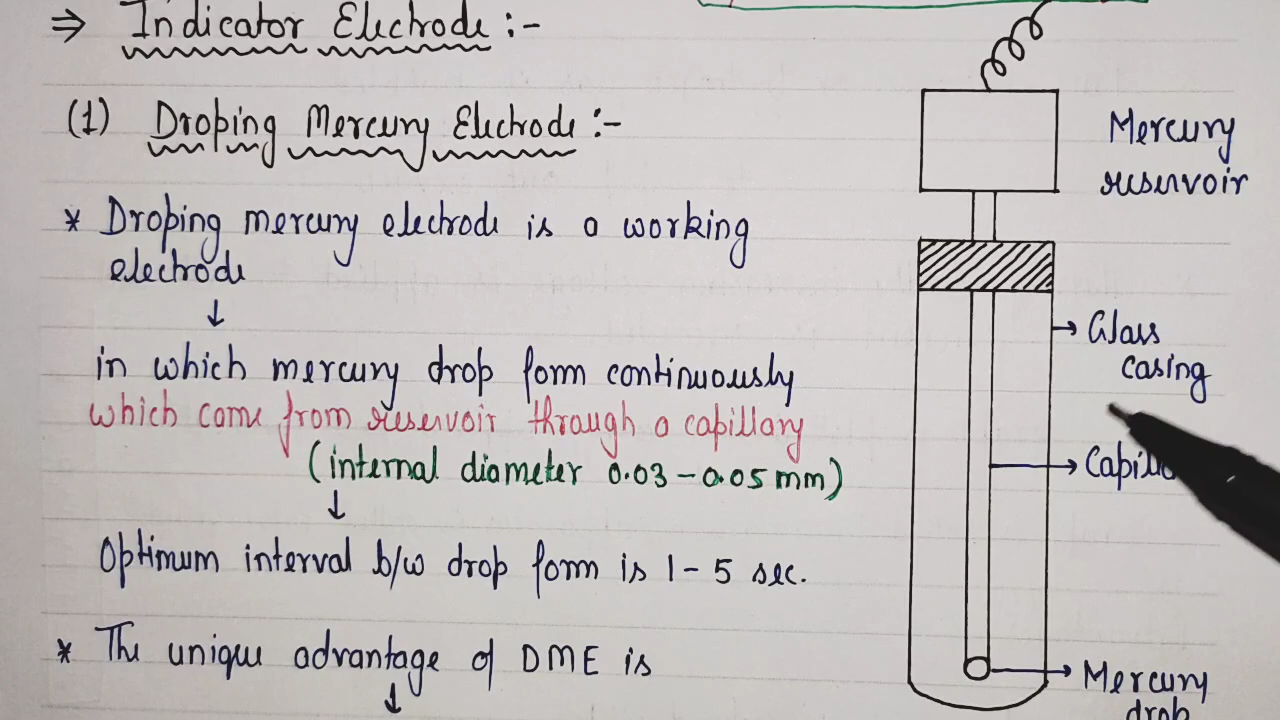 ⇒ Indicator Electrode :-
(1) Droping Mercury Electrode :-
* Droping mercury electrode is a working
electrode
↓
in which mercury drop form continuously
which come from reservoir through a capillary
(internal diameter 0.03 - 0.05 mm)
↓
Optimum interval b/w drop form is 1 - 5 sec.
* The unique advantage of DME is
↓
Mercury
reservoir
Glass
casing
Mercury
drop